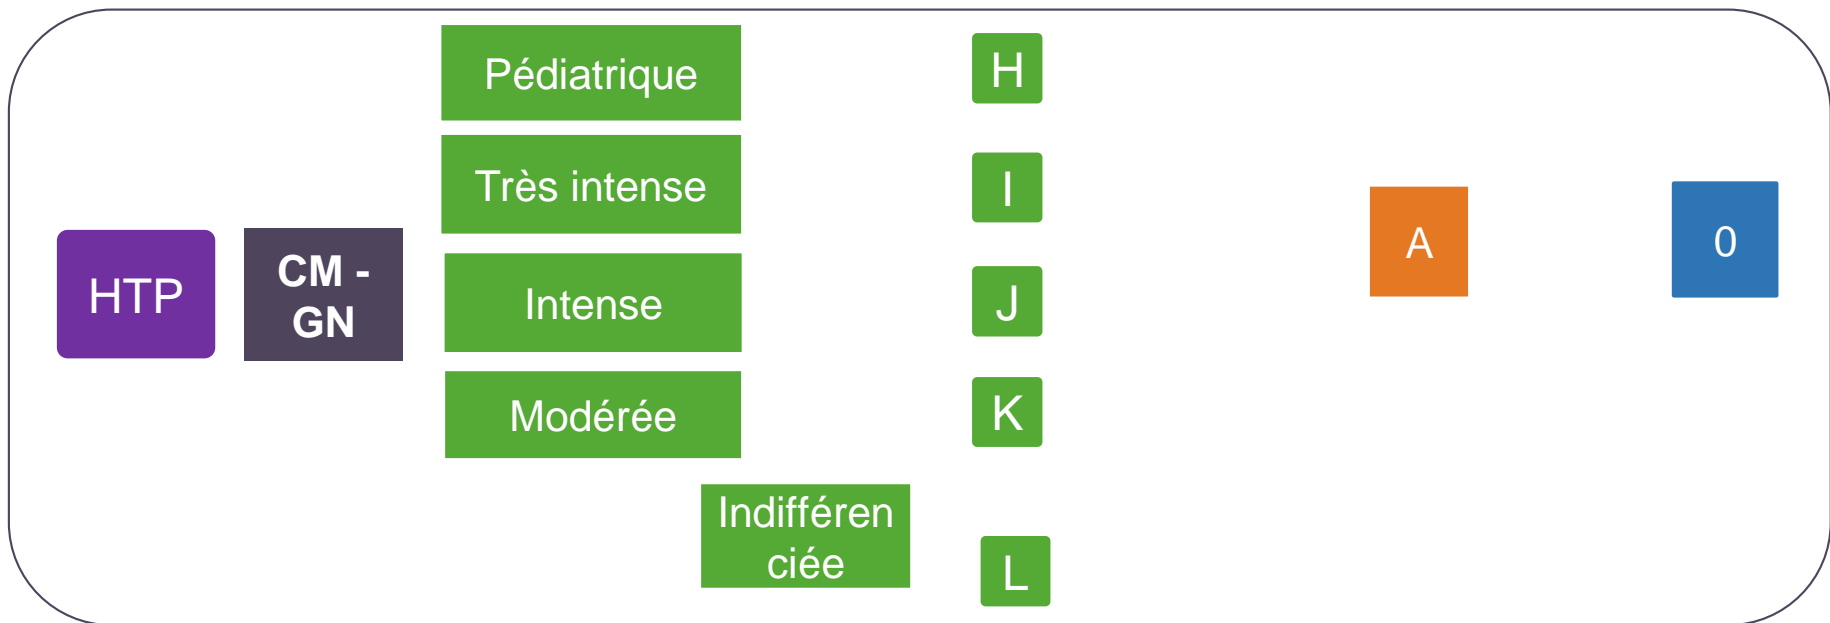 Pédiatrique
H
Très intense
I
A
0
HTP
CM -
GN
Intense
J
Modérée
K
Indifféren
ciée
L